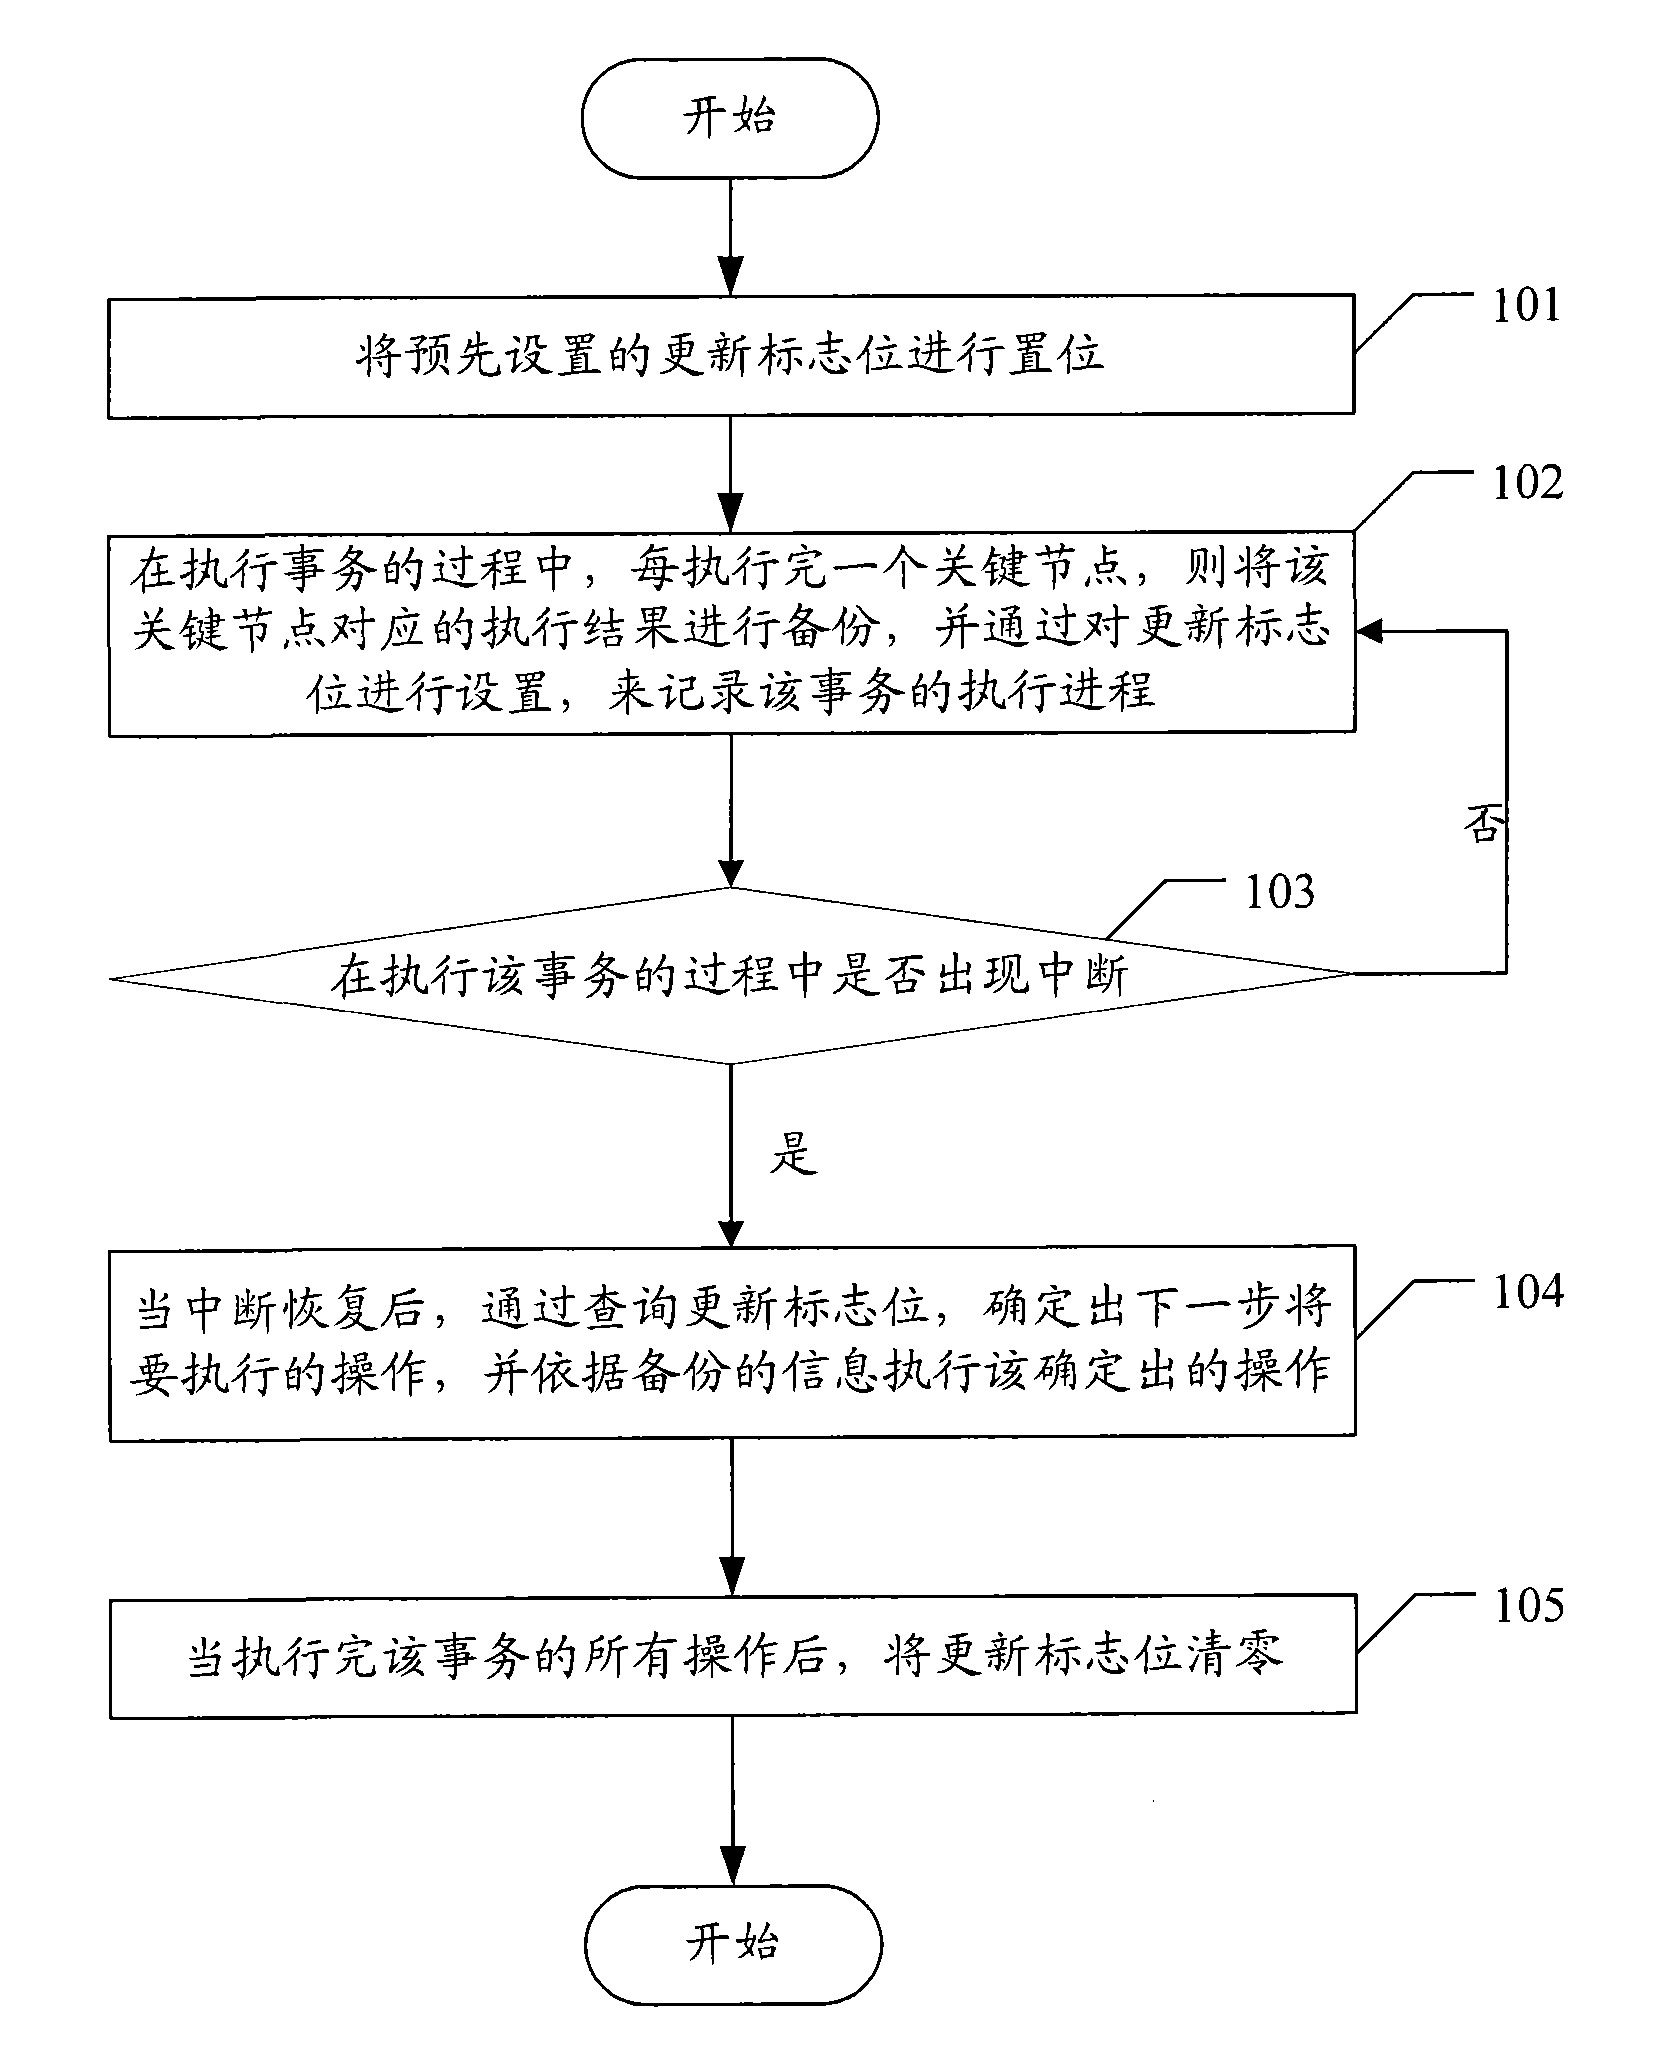 开始
101
将预先设置的更新标志位进行置位
102
在执行事务的过程中，每执行完一个关键节点，则将该
关键节点对应的执行结果进行备份，并通过对更新标志
位进行设置，来记录该事务的执行进程
否
103
在执行该事务的过程中是否出现中断
是
104
当中断恢复后，通过查询更新标志位，确定出下一步将
要执行的操作，并依据备份的信息执行该确定出的操作
105
当执行完该事务的所有操作后，将更新标志位清零
开始